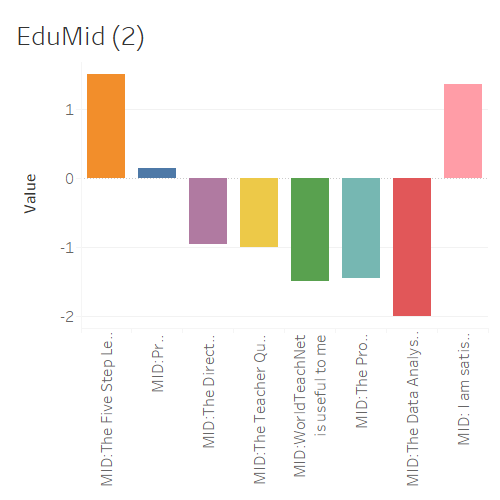 EduMid (2)
Value
1
0
-1
-2
MID:The Five Step Le..
MID:Pr..
MID:The Direct..
MID:The Teacher Qu..
MID:WorldTeachNet
is useful to me
MID:The Pro..
MID:The Data Analys..
MID: I am satis..